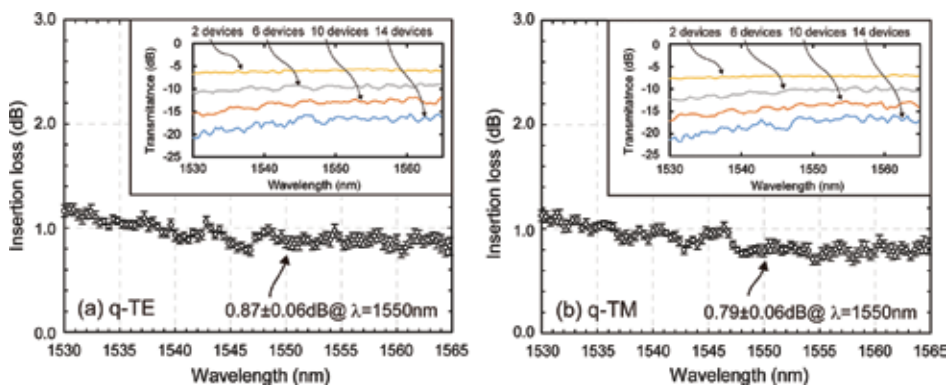 3.0
2.0
1.0
0.0
Insertion loss (dB)
2 devices 6 devices 10 devices 14 devices
0
-5
-10
-15
-20
-25
Transmitatnce (dB)
1530 1540 1550 1560
Wavelength (nm)
(a) q-TE
0.87±0.06dB@ λ=1550nm
1530 1535 1540 1545 1550 1555 1560 1565
Wavelength (nm)
3.0
2.0
1.0
0.0
Insertion loss (dB)
2 devices 6 devices 10 devices 14 devices
0
-5
-10
-15
-20
-25
Transmitatnce (dB)
1530 1540 1550 1560
Wavelength (nm)
(b) q-TM
0.79±0.06dB@ λ=1550nm
1530 1535 1540 1545 1550 1555 1560 1565
Wavelength (nm)